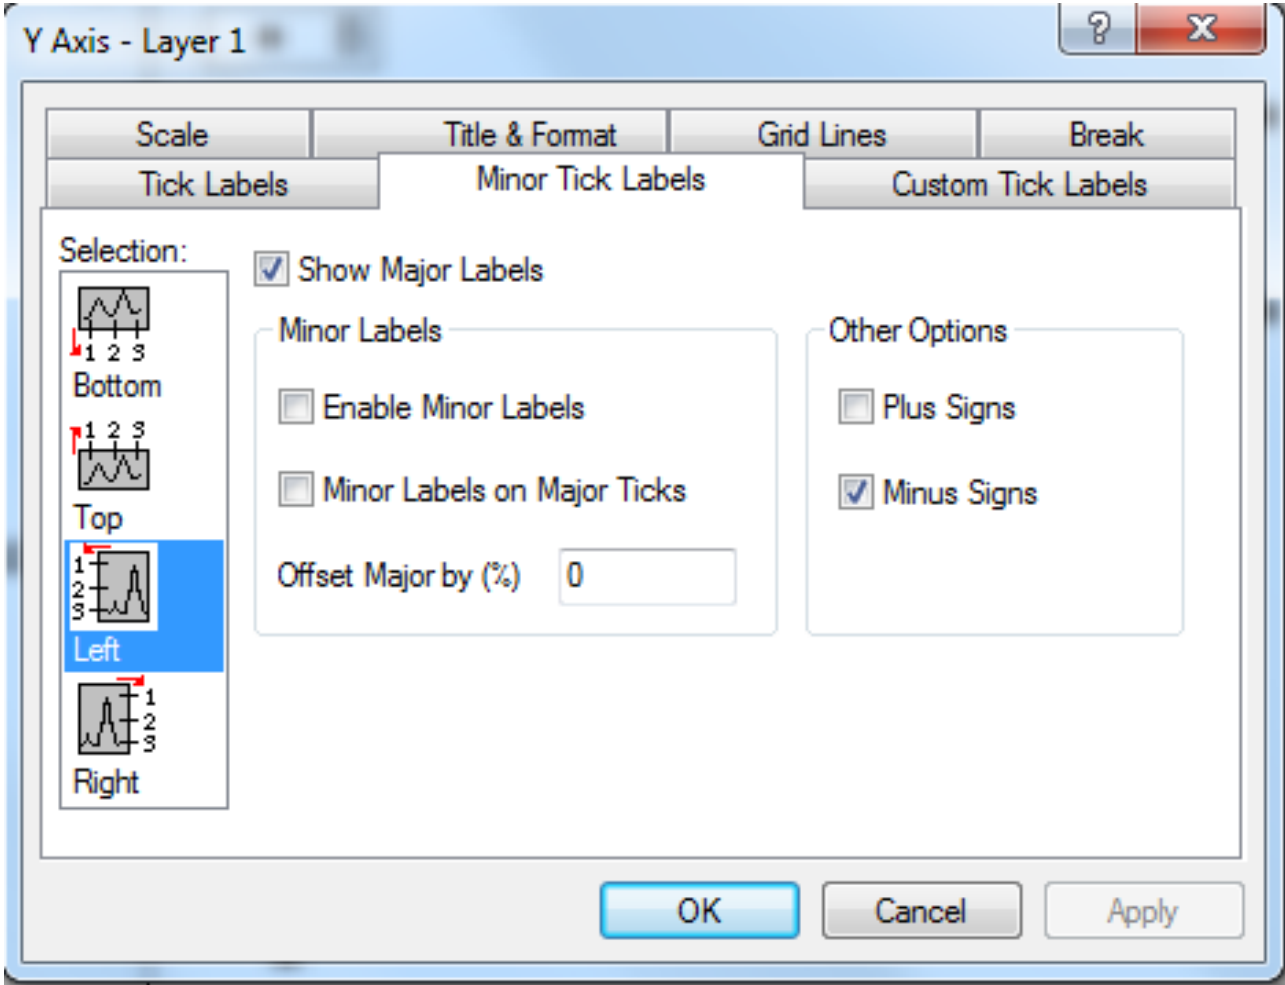 Y Axis - Layer 1
?
X
Scale
Title & Format
Grid Lines
Break
Tick Labels
Minor Tick Labels
Custom Tick Labels
Selection:
1 2 3
Bottom
1 2 3
Top
1
2
3
Left
1
2
3
Right
Show Major Labels
Minor Labels
Enable Minor Labels
Minor Labels on Major Ticks
Offset Major by (%) 0
Other Options
Plus Signs
Minus Signs
OK
Cancel
Apply